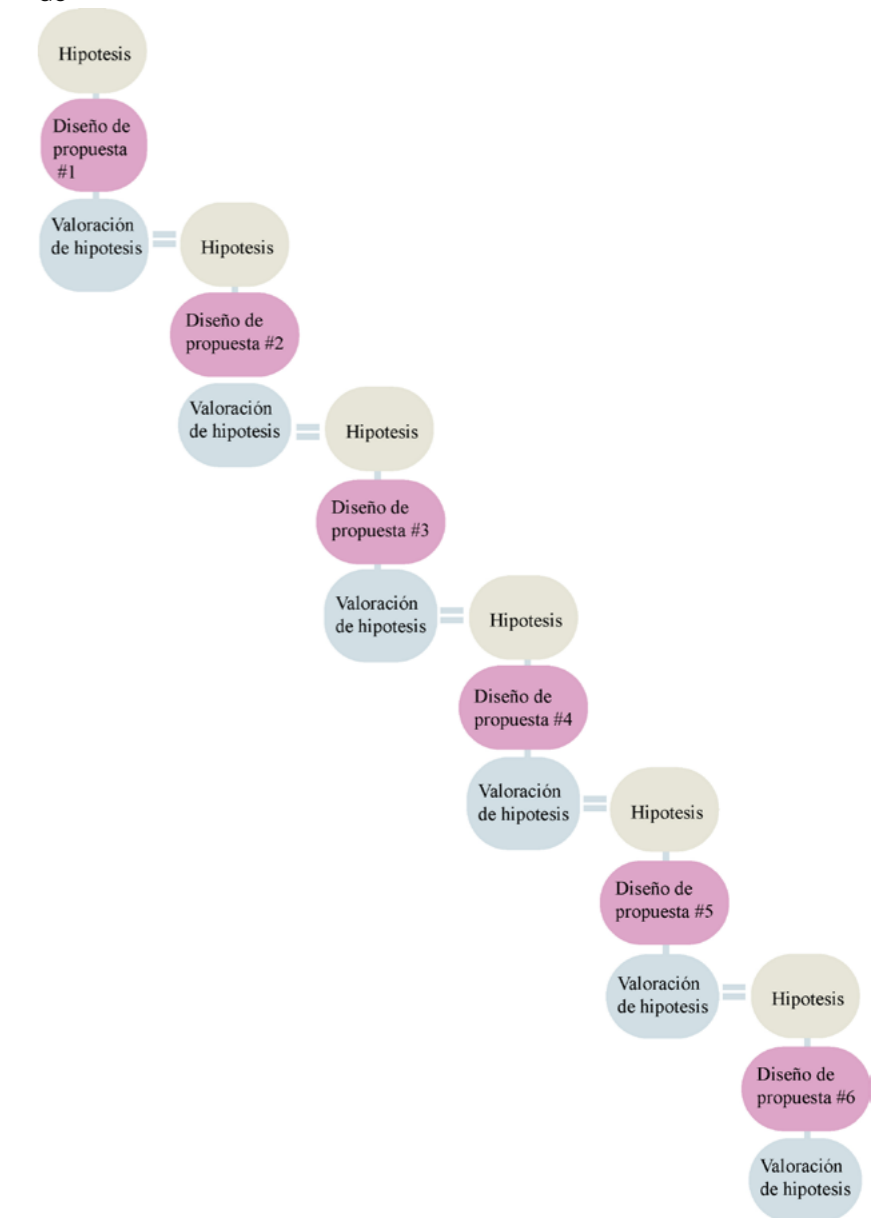 Hipotesis
Diseño de
propuesta
#1
Valoración
de hipotesis
Hipotesis
Diseño de
propuesta #2
Valoración
de hipotesis
Hipotesis
Diseño de
propuesta #3
Valoración
de hipotesis
Hipotesis
Diseño de
propuesta #4
Valoración
de hipotesis
Hipotesis
Diseño de
propuesta #5
Valoración
de hipotesis
Hipotesis
Diseño de
propuesta #6
Valoración
de hipotesis